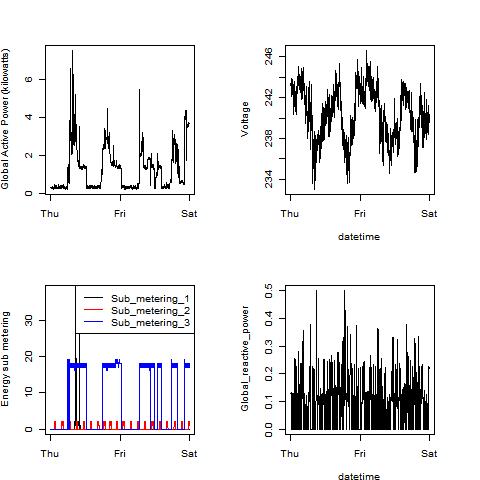 Global Active Power (kilowatts)
0 2 4 6
Thu Fri Sat
Voltage
234 238 242 246
Thu Fri Sat
datetime
Energy sub metering
0 10 20 30
Sub_metering_1
Sub_metering_2
Sub_metering_3
Thu Fri Sat
Global_reactive_power
0.0 0.1 0.2 0.3 0.4 0.5
Thu Fri Sat
datetime